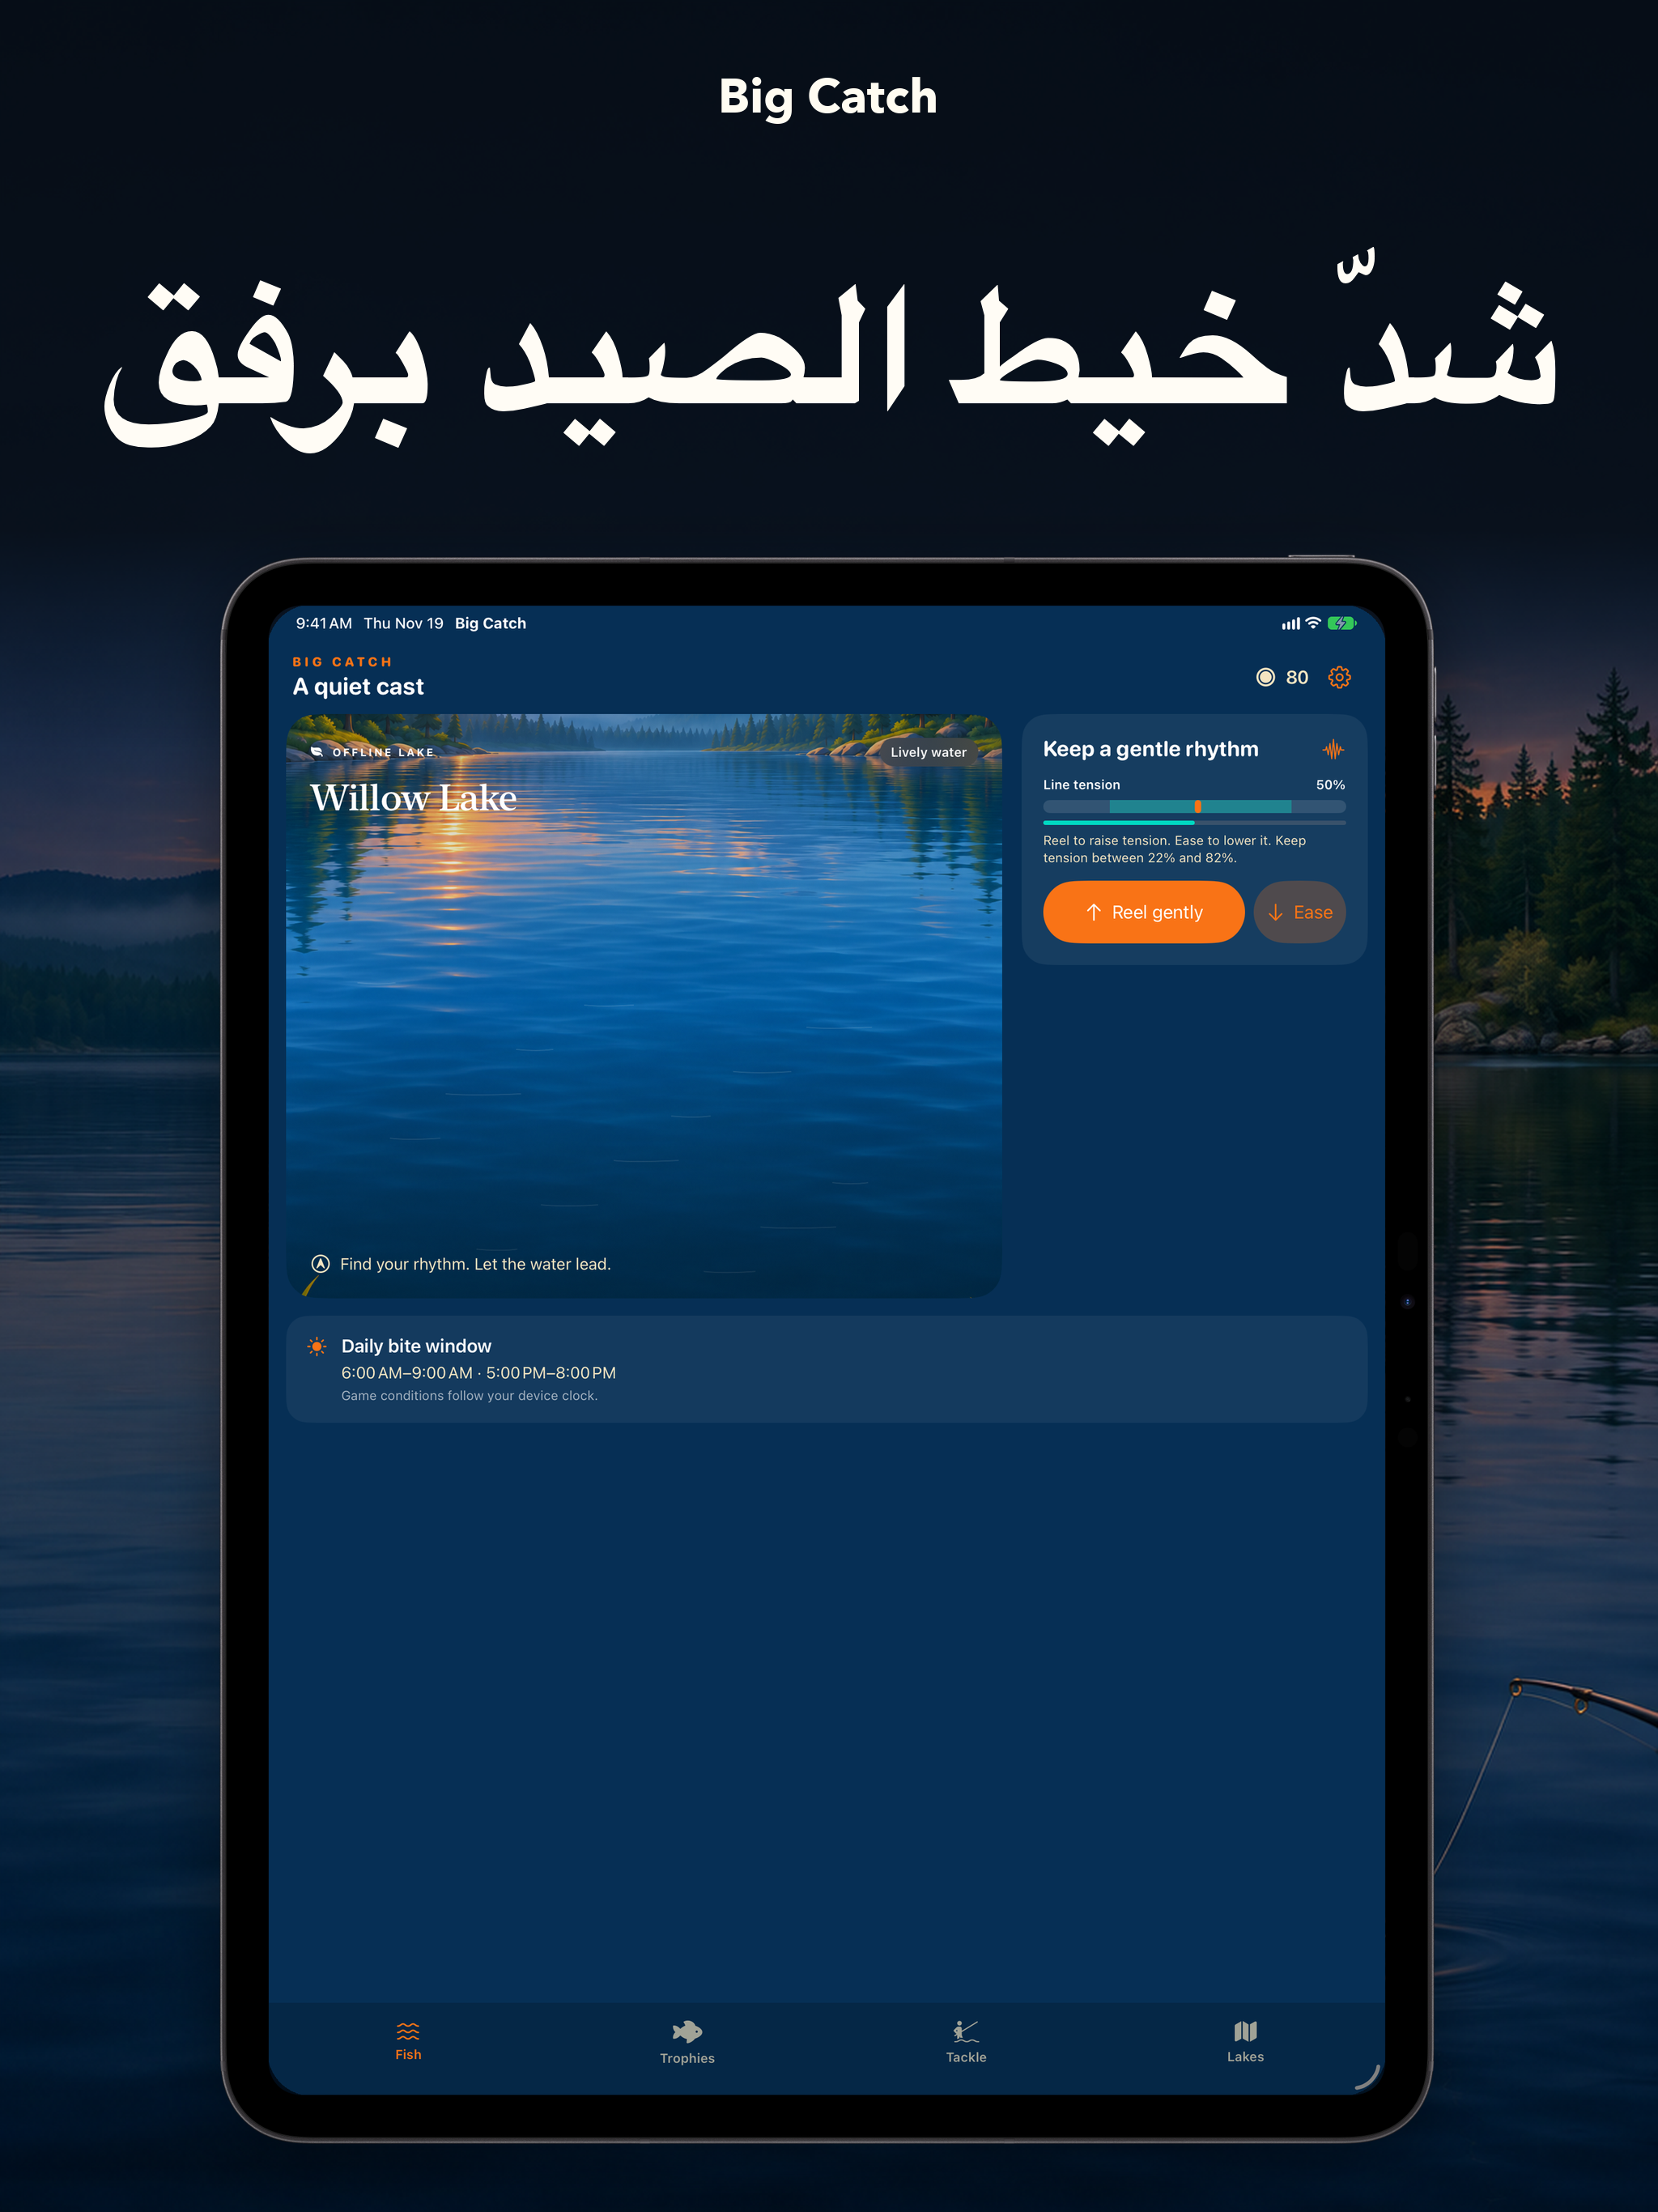 Big Catch
شدّ خيط الصيد برفق
9:41 AM Thu Nov 19 Big Catch
BIG CATCH
A quiet cast
80
OFFLINE LAKE
Lively water
Willow Lake
Find your rhythm. Let the water lead.
Keep a gentle rhythm
Line tension 50%
Reel to raise tension. Ease to lower it. Keep
tension between 22% and 82%.
Reel gently
Ease
Daily bite window
6:00 AM–9:00 AM · 5:00 PM–8:00 PM
Game conditions follow your device clock.
Fish
Trophies
Tackle
Lakes